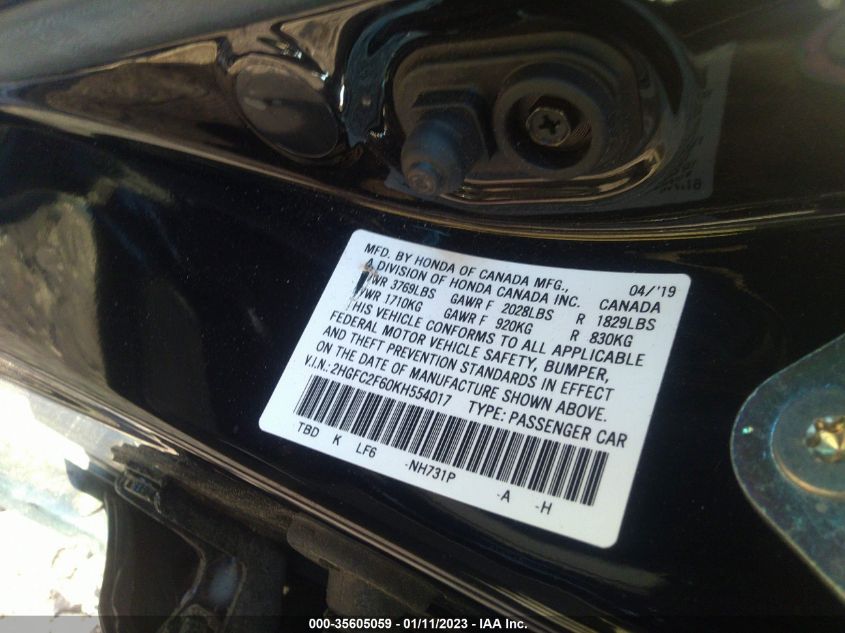 MFD. BY HONDA OF CANADA MFG.,
A DIVISION OF HONDA CANADA INC. 04/'19
CANADA
3769LBS GAWR F 2028LBS R 1829LBS
1710KG GAWR F 920KG R 830KG
THIS VEHICLE CONFORMS TO ALL APPLICABLE
FEDERAL MOTOR VEHICLE SAFETY, BUMPER,
AND THEFT PREVENTION STANDARDS IN EFFECT
ON THE DATE OF MANUFACTURE SHOWN ABOVE.
V.I.N.:2HGFC2F60KH554017 TYPE: PASSENGER CAR
TBD K LF6 -NH731P -A -H
000-35605059 - 01/11/2023 - IAA Inc.